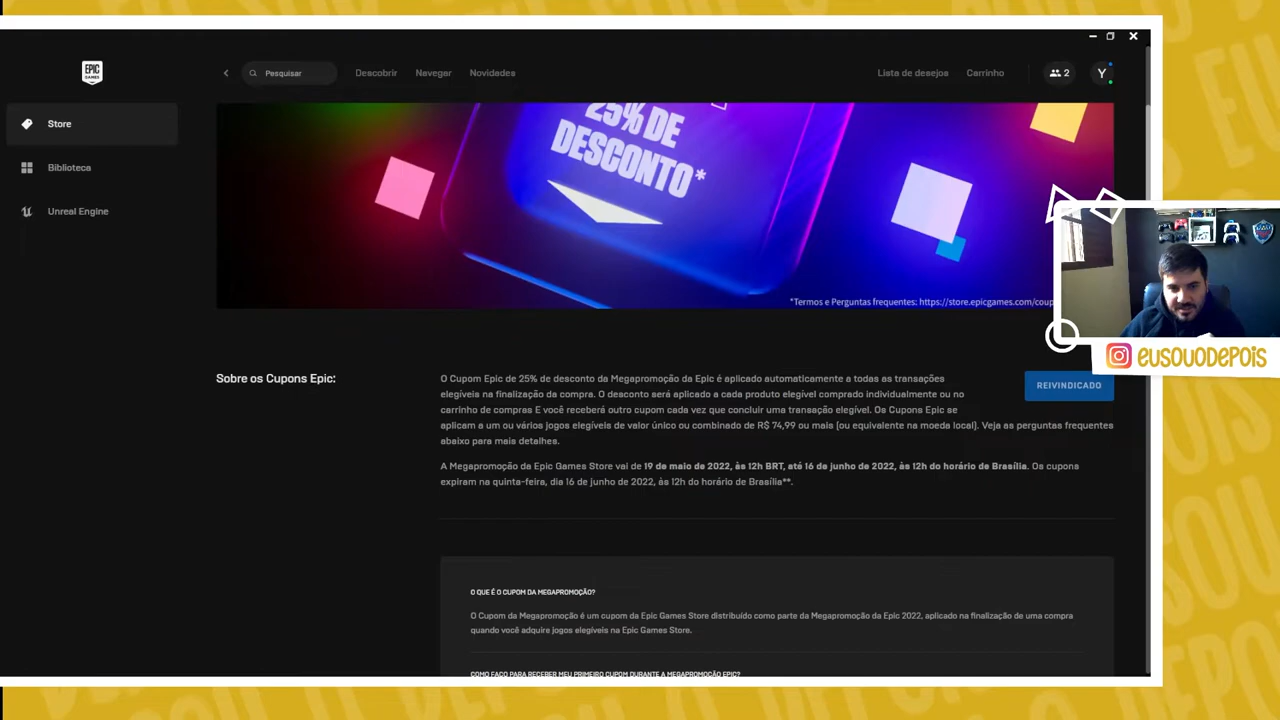 EPIC
GAMES
Pesquisar
Descobrir
Navegar
Novidades
Lista de desejos
Carrinho
2
Y
Store
Biblioteca
Unreal Engine
25% DE
DESCONTO*
*Termos e Perguntas frequentes: https://store.epicgames.com/coup
eusouodepois
Sobre os Cupons Epic:
O Cupom Epic de 25% de desconto da Megapromoção da Epic é aplicado automaticamente a todas as transações
elegíveis na finalização da compra. O desconto será aplicado a cada produto elegível comprado individualmente ou no
carrinho de compras E você receberá outro cupom cada vez que concluir uma transação elegível. Os Cupons Epic se
aplicam a um ou vários jogos elegíveis de valor único ou combinado de R$ 74,99 ou mais (ou equivalente na moeda local). Veja as perguntas frequentes
abaixo para mais detalhes.
REIVINDICADO
A Megapromoção da Epic Games Store vai de 19 de maio de 2022, às 12h BRT, até 16 de junho de 2022, às 12h do horário de Brasília. Os cupons
expiram na quinta-feira, dia 16 de junho de 2022, às 12h do horário de Brasília**.
O QUE É O CUPOM DA MEGAPROMOÇÃO?
O Cupom da Megapromoção é um cupom da Epic Games Store distribuído como parte da Megapromoção da Epic 2022, aplicado na finalização de uma compra
quando você adquire jogos elegíveis na Epic Games Store.
COMO FAÇO PARA RECEBER MEU PRIMEIRO CUPOM DURANTE A MEGAPROMOÇÃO EPIC?